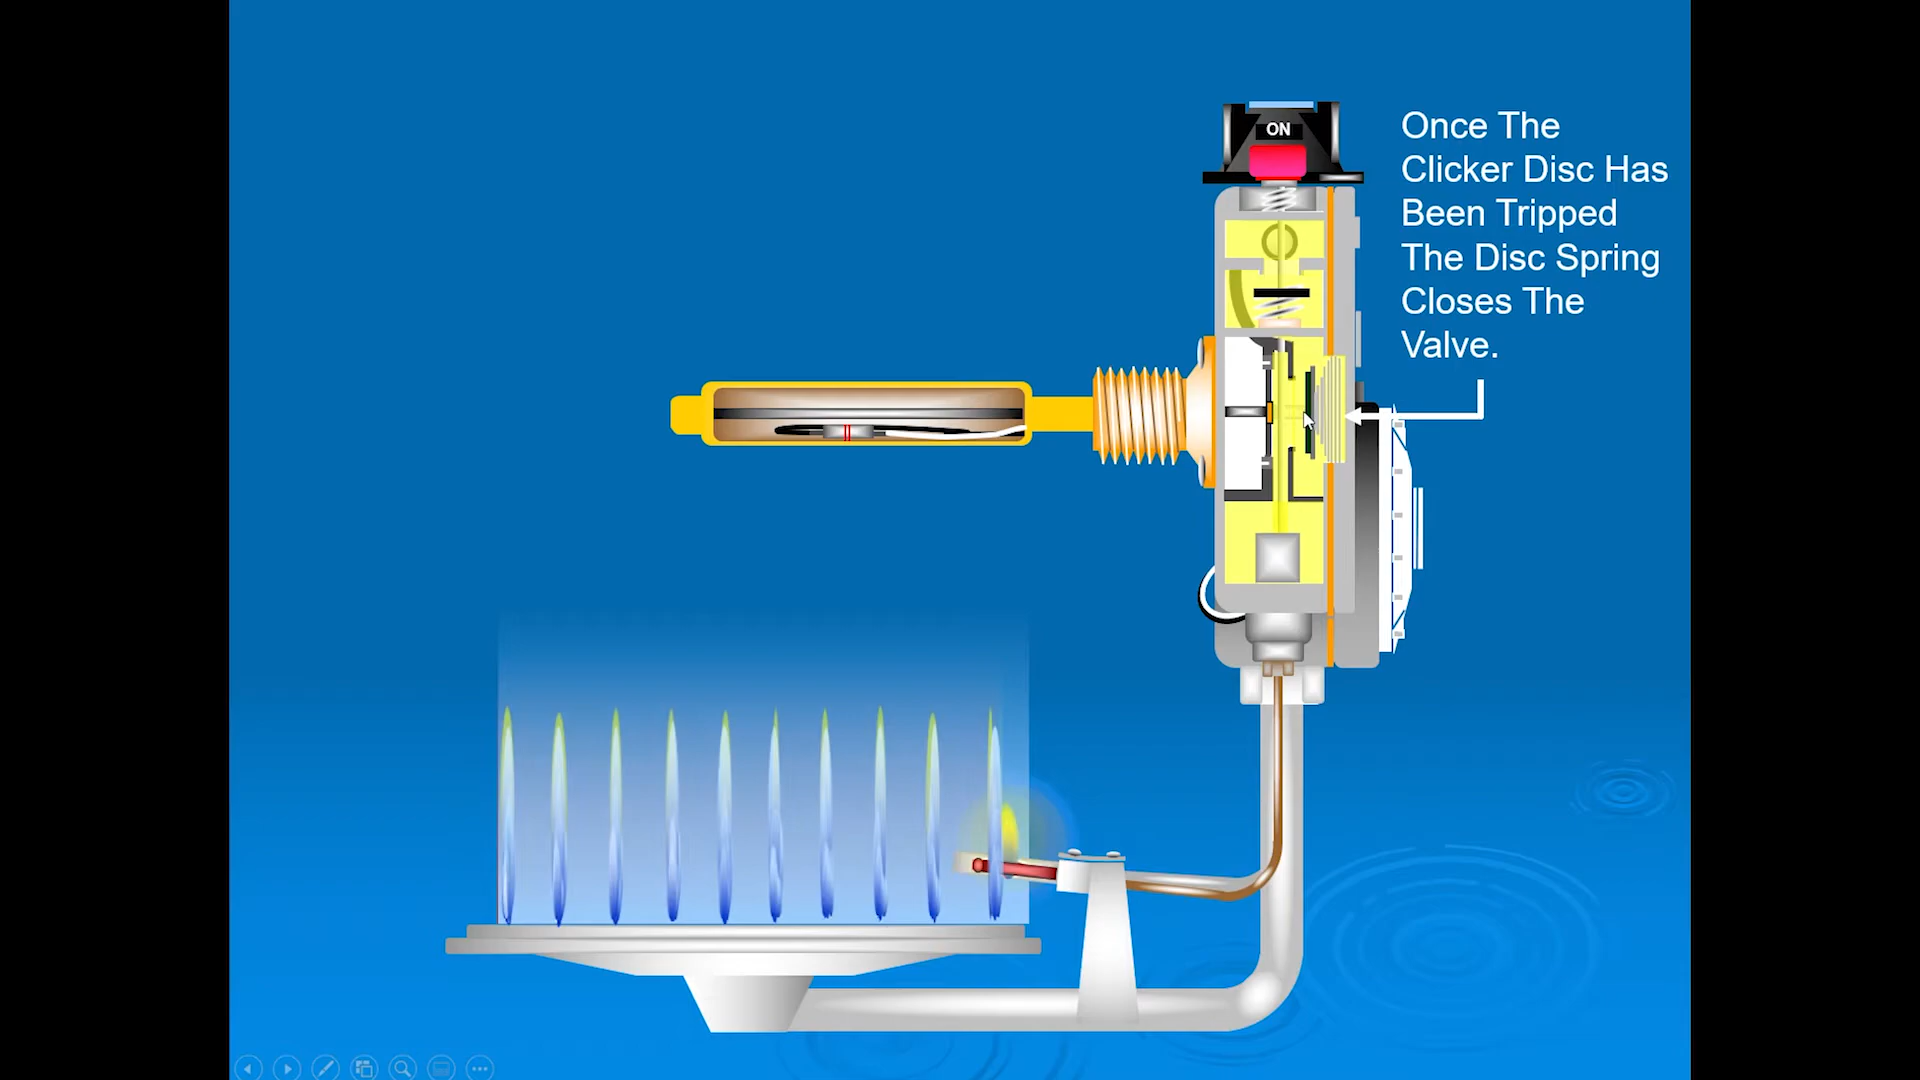 ON
Once The
Clicker Disc Has
Been Tripped
The Disc Spring
Closes The
Valve.